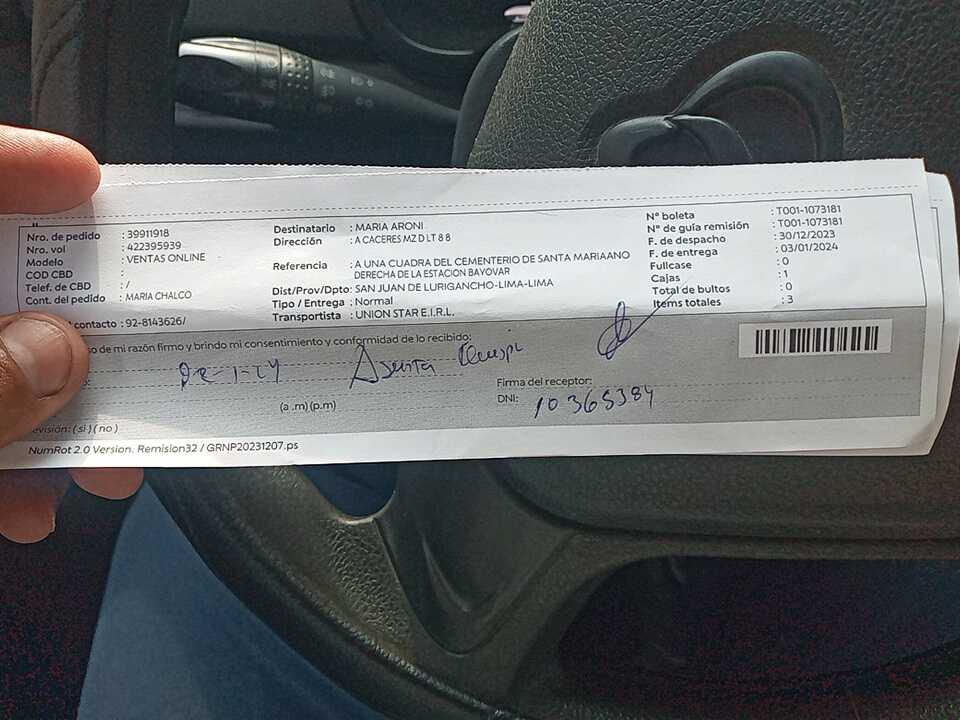 Nro. de pedido : 39911918
Nro. vol : 422395939
Modelo : VENTAS ONLINE
COD CBD :
Telef. de CBD : /
Cont. del pedido : MARIA CHALCO
contacto : 92-8143626/
Destinatario : MARIA ARONI
Dirección : A CACERES MZ D LT 8 8
Referencia : A UNA CUADRA DEL CEMENTERIO DE SANTA MARIAANO
DERECHA DE LA ESTACION BAYOVAR
Dist/Prov/Dpto: SAN JUAN DE LURIGANCHO-LIMA-LIMA
Tipo / Entrega : Normal
Transportista : UNION STAR E.I.R.L.
N° boleta : T001-1073181
N° de guía remisión : T001-1073181
F. de despacho : 30/12/2023
F. de entrega : 03/01/2024
Fullcase : 0
Cajas : 1
Total de bultos : 0
Items totales : 3
so de mi razón firmo y brindo mi consentimiento y conformidad de lo recibido:
Asunta
(a .m) (p.m)
Firma del receptor:
DNI: 10365384
evisión: ( si ) ( no )
NumRot 2.0 Version: Remision32 / GRNP20231207.ps